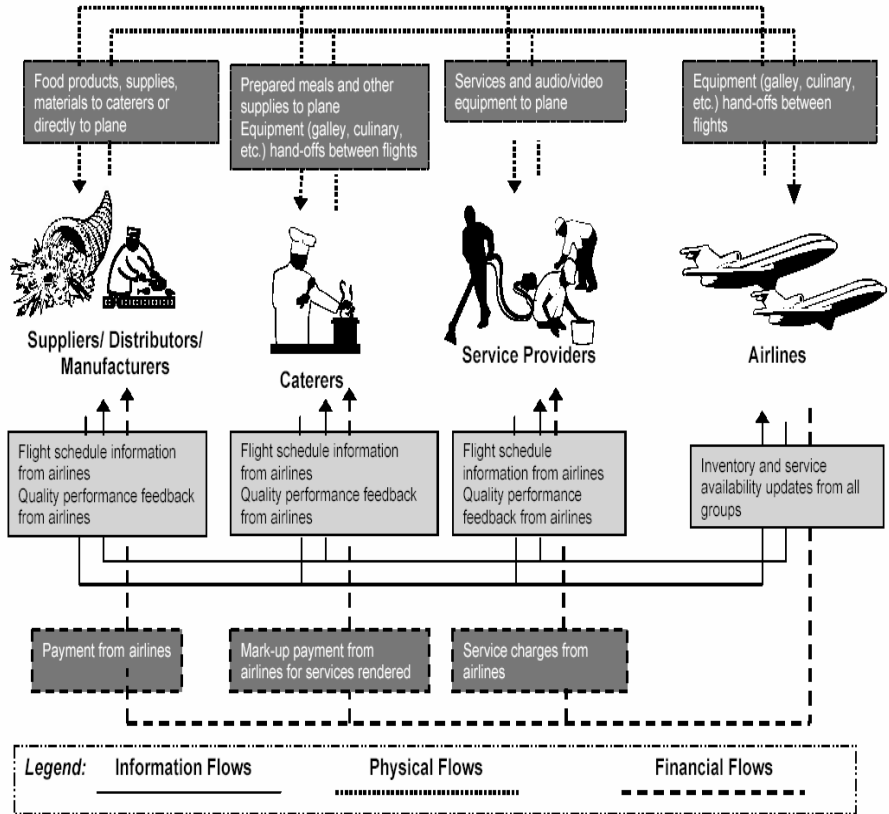 Food products, supplies,
materials to caterers or
directly to plane
Prepared meals and other
supplies to plane
Equipment (galley, culinary,
etc.) hand-offs between flights
Services and audio/video
equipment to plane
Equipment (galley, culinary,
etc.) hand-offs between
flights
Suppliers/ Distributors/
Manufacturers
Caterers
Service Providers
Airlines
Flight schedule information
from airlines
Quality performance feedback
from airlines
Flight schedule information
from airlines
Quality performance feedback
from airlines
Flight schedule
information from airlines
Quality performance
feedback from airlines
Inventory and service
availability updates from all
groups
Payment from airlines
Mark-up payment from
airlines for services rendered
Service charges from
airlines
Legend: Information Flows Physical Flows Financial Flows